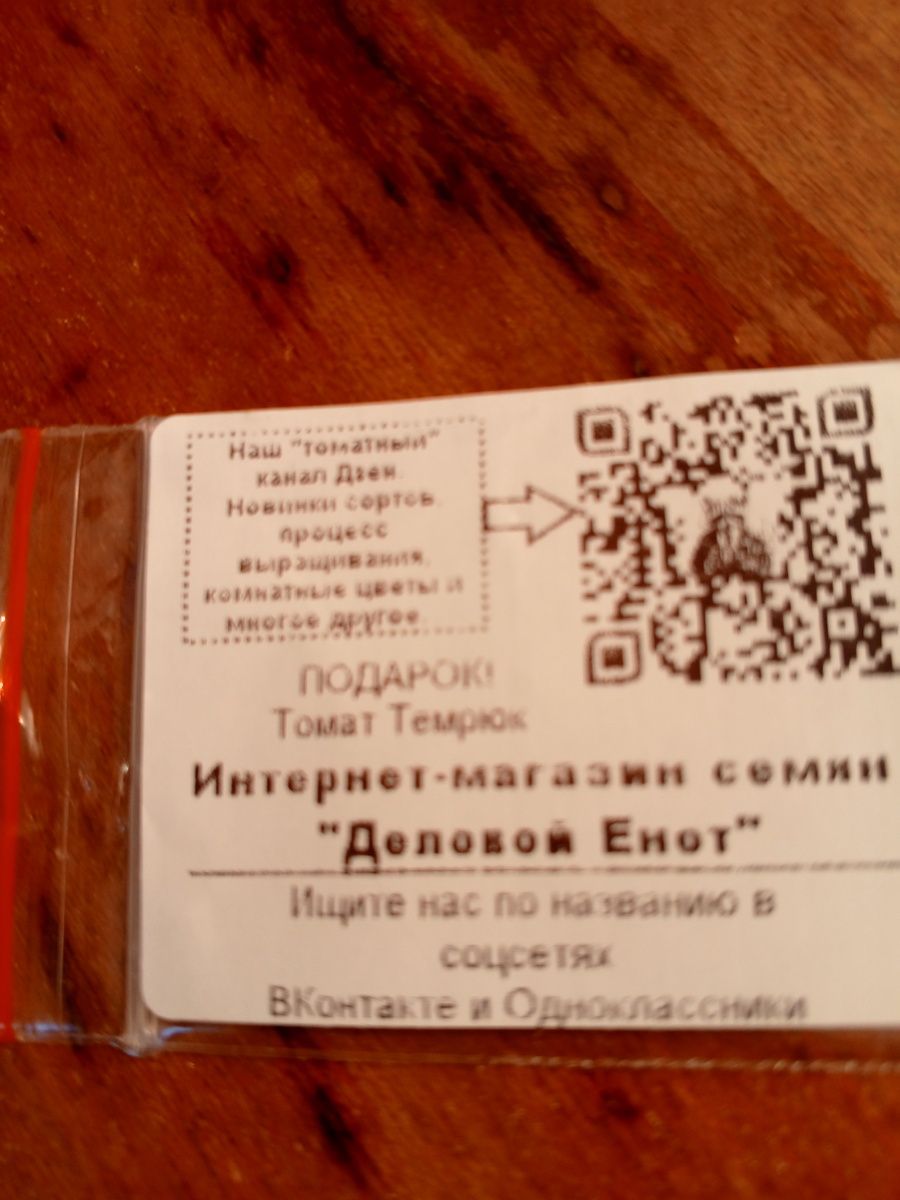 Наш "томатный"
канал Дзен.
Новинки сортов,
процесс
выращивания,
комнатные цветы и
многое другое.
ПОДАРОК!
Томат Темрюк
Интернет-магазин семян
"Деловой Енот"
Ищите нас по названию в
соцсетях
ВКонтакте и Одноклассники